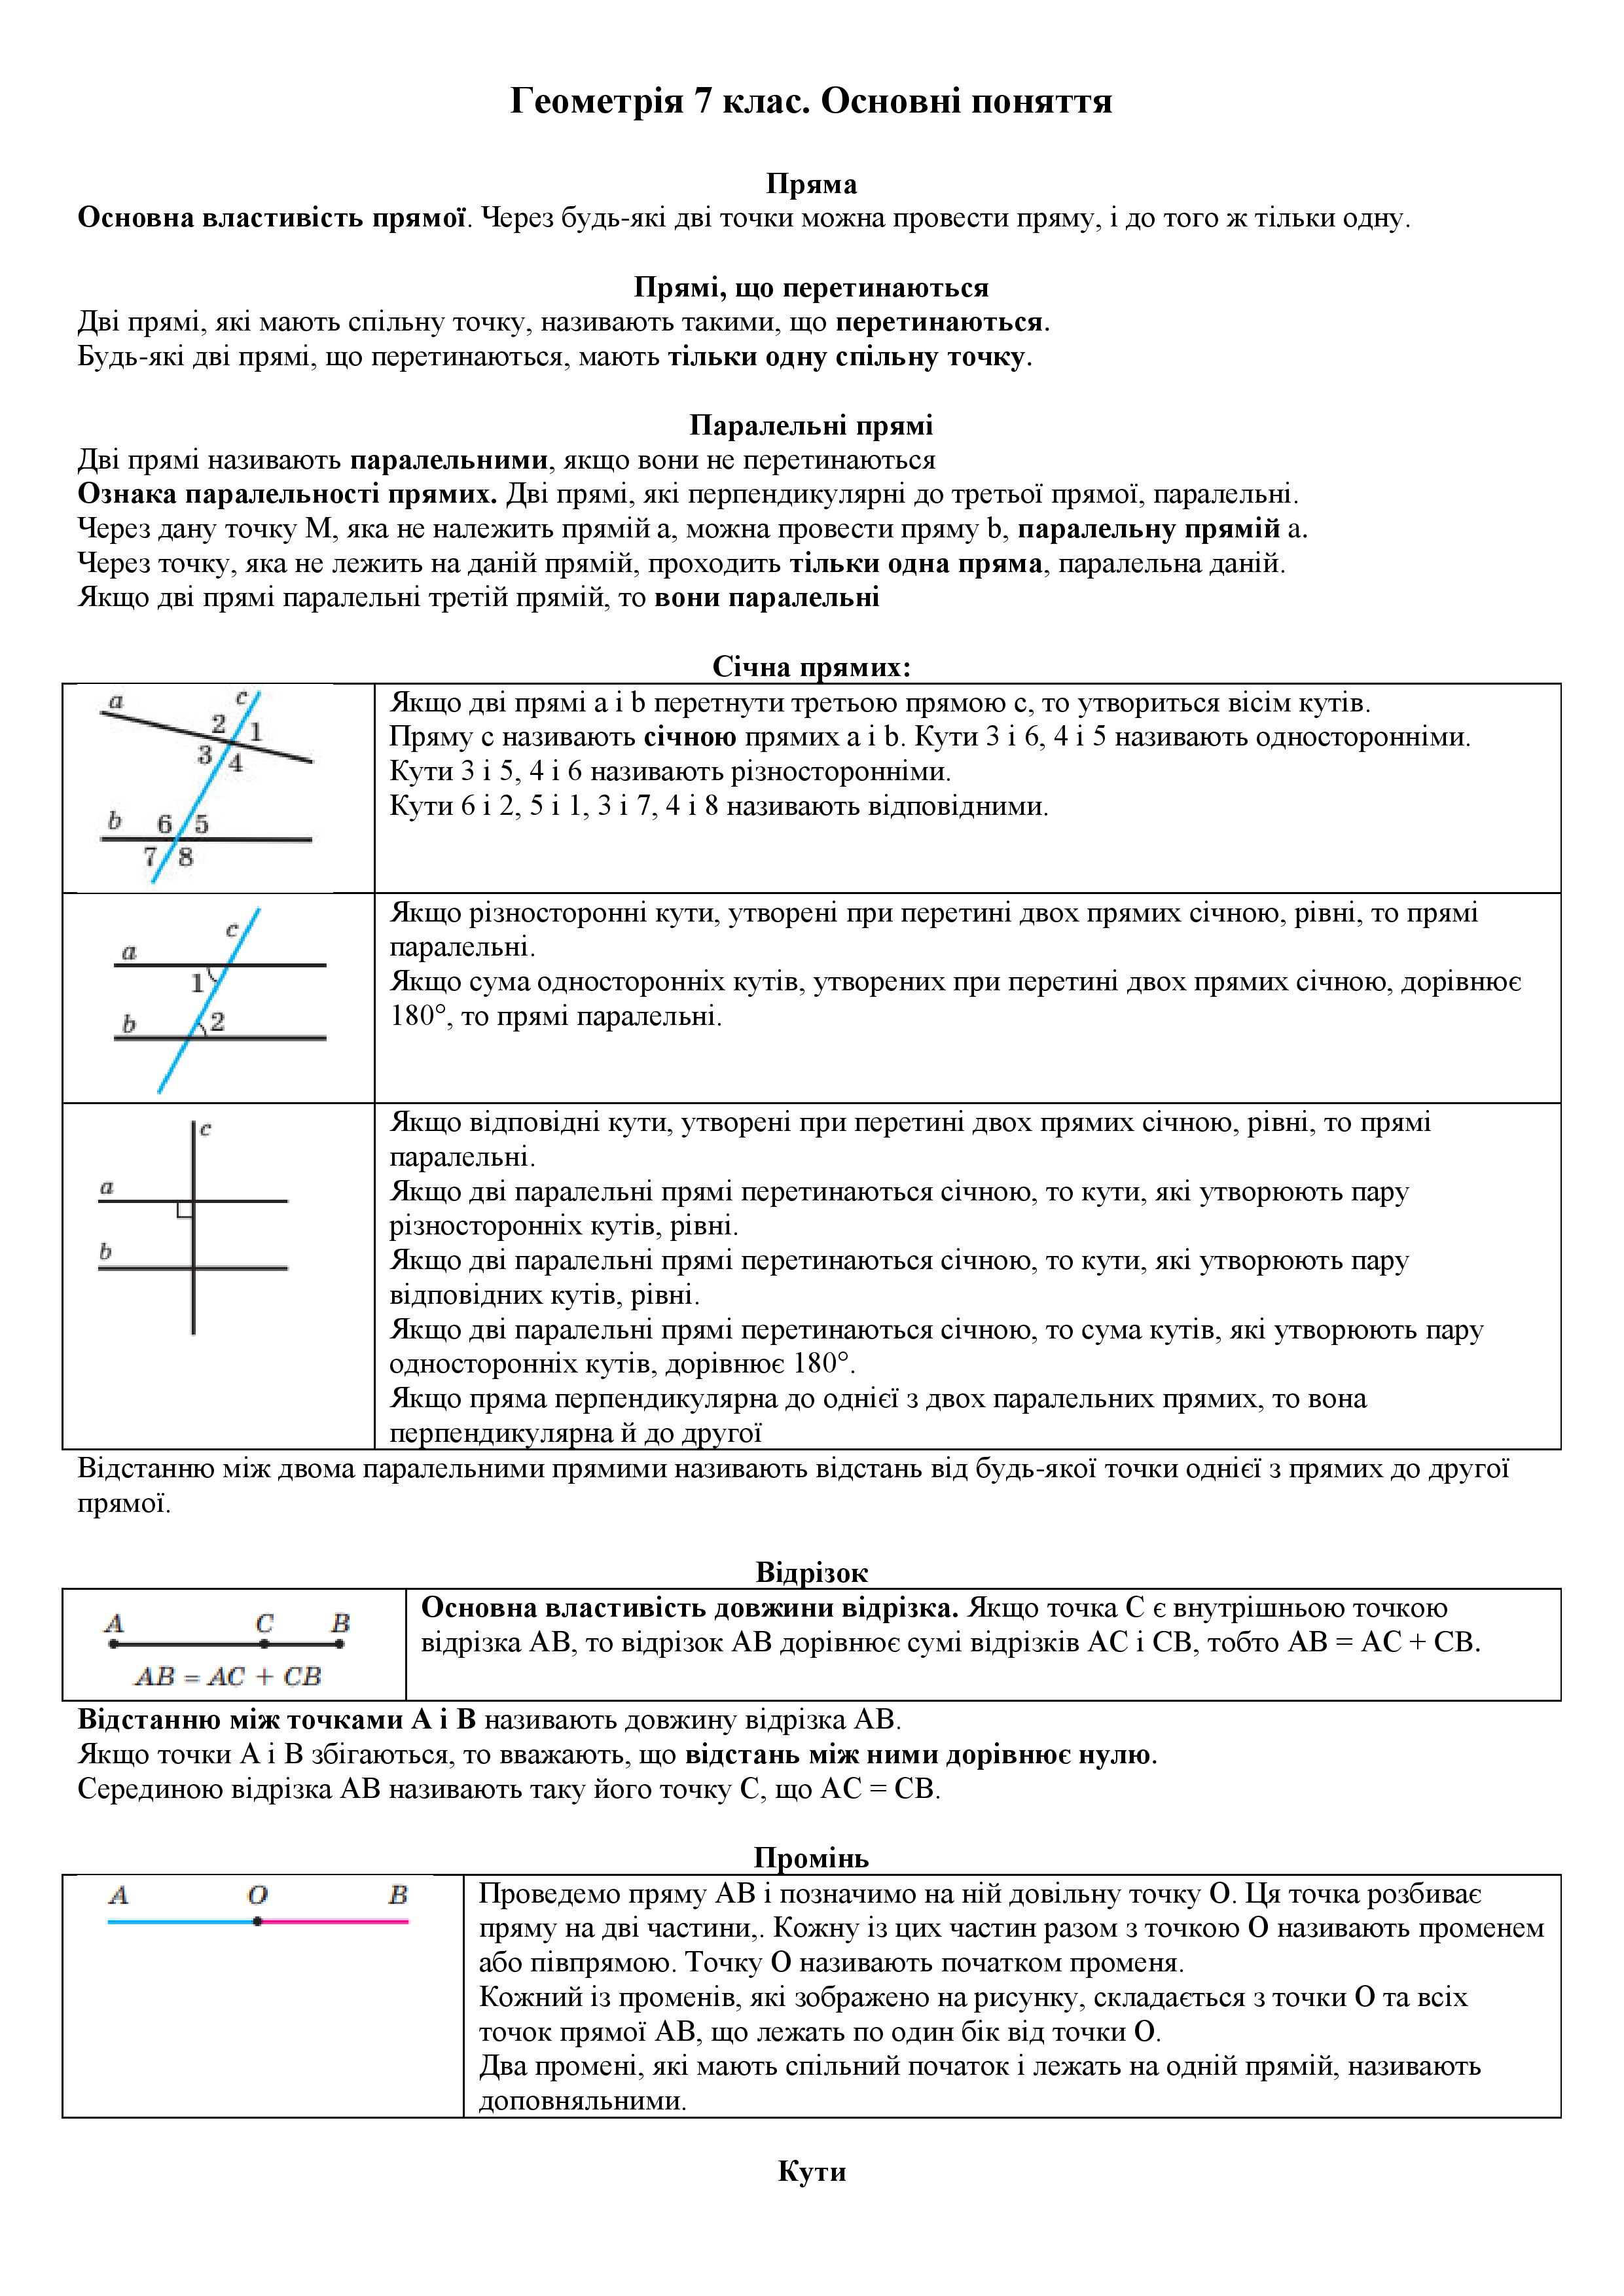 Геометрія 7 клас. Основні поняття
Пряма
Основна властивість прямої. Через будь-які дві точки можна провести пряму, і до того ж тільки одну.
Прямі, що перетинаються
Дві прямі, які мають спільну точку, називають такими, що перетинаються.
Будь-які дві прямі, що перетинаються, мають тільки одну спільну точку.
Паралельні прямі
Дві прямі називають паралельними, якщо вони не перетинаються
Ознака паралельності прямих. Дві прямі, які перпендикулярні до третьої прямої, паралельні.
Через дану точку М, яка не належить прямій а, можна провести пряму b, паралельну прямій а.
Через точку, яка не лежить на даній прямій, проходить тільки одна пряма, паралельна даній.
Якщо дві прямі паралельні третій прямій, то вони паралельні
Січна прямих:
a
c
2
1
3
4
b
6
5
7
8
Якщо дві прямі a і b перетнути третьою прямою c, то утвориться вісім кутів.
Пряму c називають січною прямих a і b. Кути 3 і 6, 4 і 5 називають односторонніми.
Кути 3 і 5, 4 і 6 називають різносторонніми.
Кути 6 і 2, 5 і 1, 3 і 7, 4 і 8 називають відповідними.
c
a
1
b
2
Якщо різносторонні кути, утворені при перетині двох прямих січною, рівні, то прямі
паралельні.
Якщо сума односторонніх кутів, утворених при перетині двох прямих січною, дорівнює
180°, то прямі паралельні.
c
a
b
Якщо відповідні кути, утворені при перетині двох прямих січною, рівні, то прямі
паралельні.
Якщо дві паралельні прямі перетинаються січною, то кути, які утворюють пару
різносторонніх кутів, рівні.
Якщо дві паралельні прямі перетинаються січною, то кути, які утворюють пару
відповідних кутів, рівні.
Якщо дві паралельні прямі перетинаються січною, то сума кутів, які утворюють пару
односторонніх кутів, дорівнює 180°.
Якщо пряма перпендикулярна до однієї з двох паралельних прямих, то вона
перпендикулярна й до другої
Відстанню між двома паралельними прямими називають відстань від будь-якої точки однієї з прямих до другої
прямої.
Відрізок
A C B
AB = AC + CB
Основна властивість довжини відрізка. Якщо точка C є внутрішньою точкою
відрізка AB, то відрізок AB дорівнює сумі відрізків AC і CB, тобто AB = AC + CB.
Відстанню між точками A і B називають довжину відрізка AB.
Якщо точки A і B збігаються, то вважають, що відстань між ними дорівнює нулю.
Серединою відрізка AB називають таку його точку C, що AC = CB.
Промінь
A O B
Проведемо пряму AB і позначимо на ній довільну точку O. Ця точка розбиває
пряму на дві частини,. Кожну із цих частин разом з точкою O називають променем
або півпрямою. Точку O називають початком променя.
Кожний із променів, які зображено на рисунку, складається з точки O та всіх
точок прямої AB, що лежать по один бік від точки O.
Два промені, які мають спільний початок і лежать на одній прямій, називають
доповняльними.
Кути